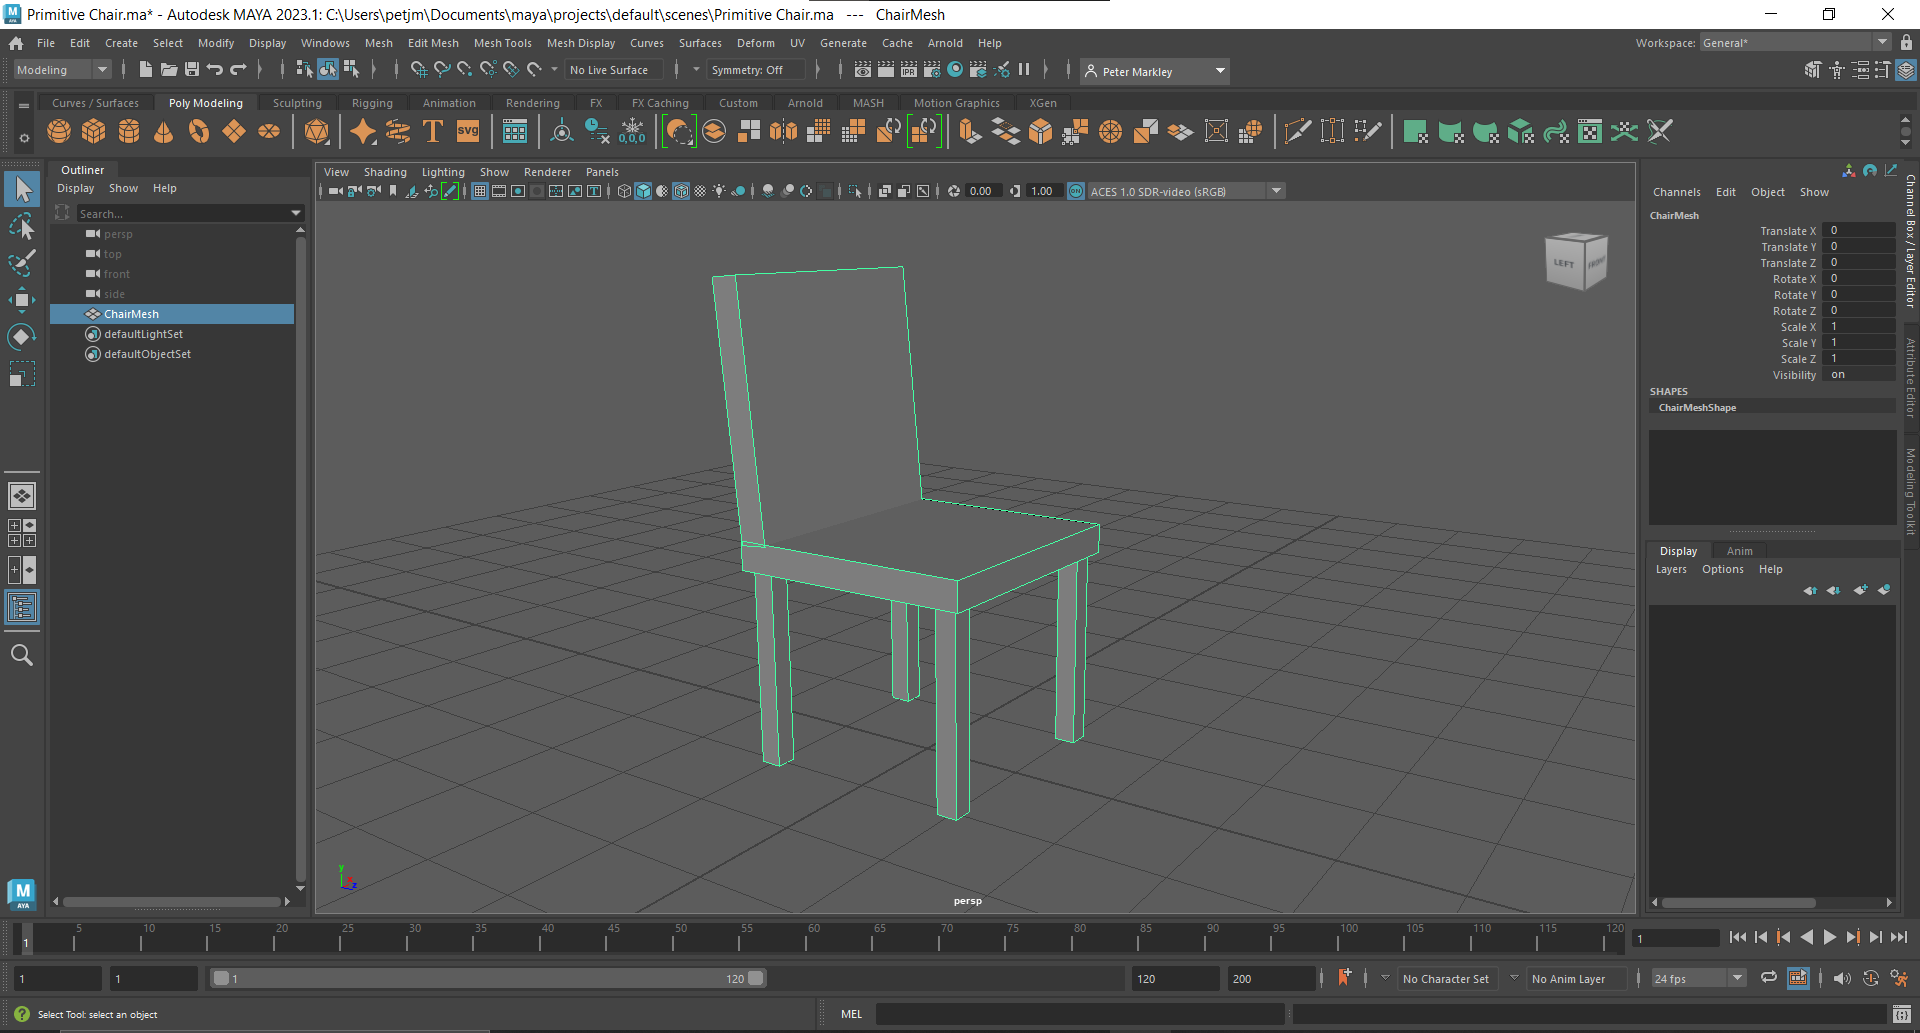 Primitive Chair.ma* - Autodesk MAYA 2023.1: C:\Users\petjm\Documents\maya\projects\default\scenes\Primitive Chair.ma   ---   ChairMesh
File Edit Create Select Modify Display Windows Mesh Edit Mesh Mesh Tools Mesh Display Curves Surfaces Deform UV Generate Cache Arnold Help
Workspace: General*
Modeling
No Live Surface
Symmetry: Off
IPR
Peter Markley
Curves / Surfaces Poly Modeling Sculpting Rigging Animation Rendering FX FX Caching Custom Arnold MASH Motion Graphics XGen
T
SVG
0,0,0
Outliner
Display Show Help
Search...
persp
top
front
side
ChairMesh
defaultLightSet
defaultObjectSet
View Shading Lighting Show Renderer Panels
0.00
1.00
ON
ACES 1.0 SDR-video (sRGB)
LEFT
FRONT
y
z
persp
Channels Edit Object Show
ChairMesh
Translate X 0
Translate Y 0
Translate Z 0
Rotate X 0
Rotate Y 0
Rotate Z 0
Scale X 1
Scale Y 1
Scale Z 1
Visibility on
SHAPES
ChairMeshShape
Channel Box / Layer Editor
Attribute Editor
Modeling Toolkit
Display Anim
Layers Options Help
M
AYA
5 10 15 20 25 30 35 40 45 50 55 60 65 70 75 80 85 90 95 100 105 110 115 120
1
1
1
1
1
120
120
200
No Character Set
No Anim Layer
24 fps
Select Tool: select an object
MEL